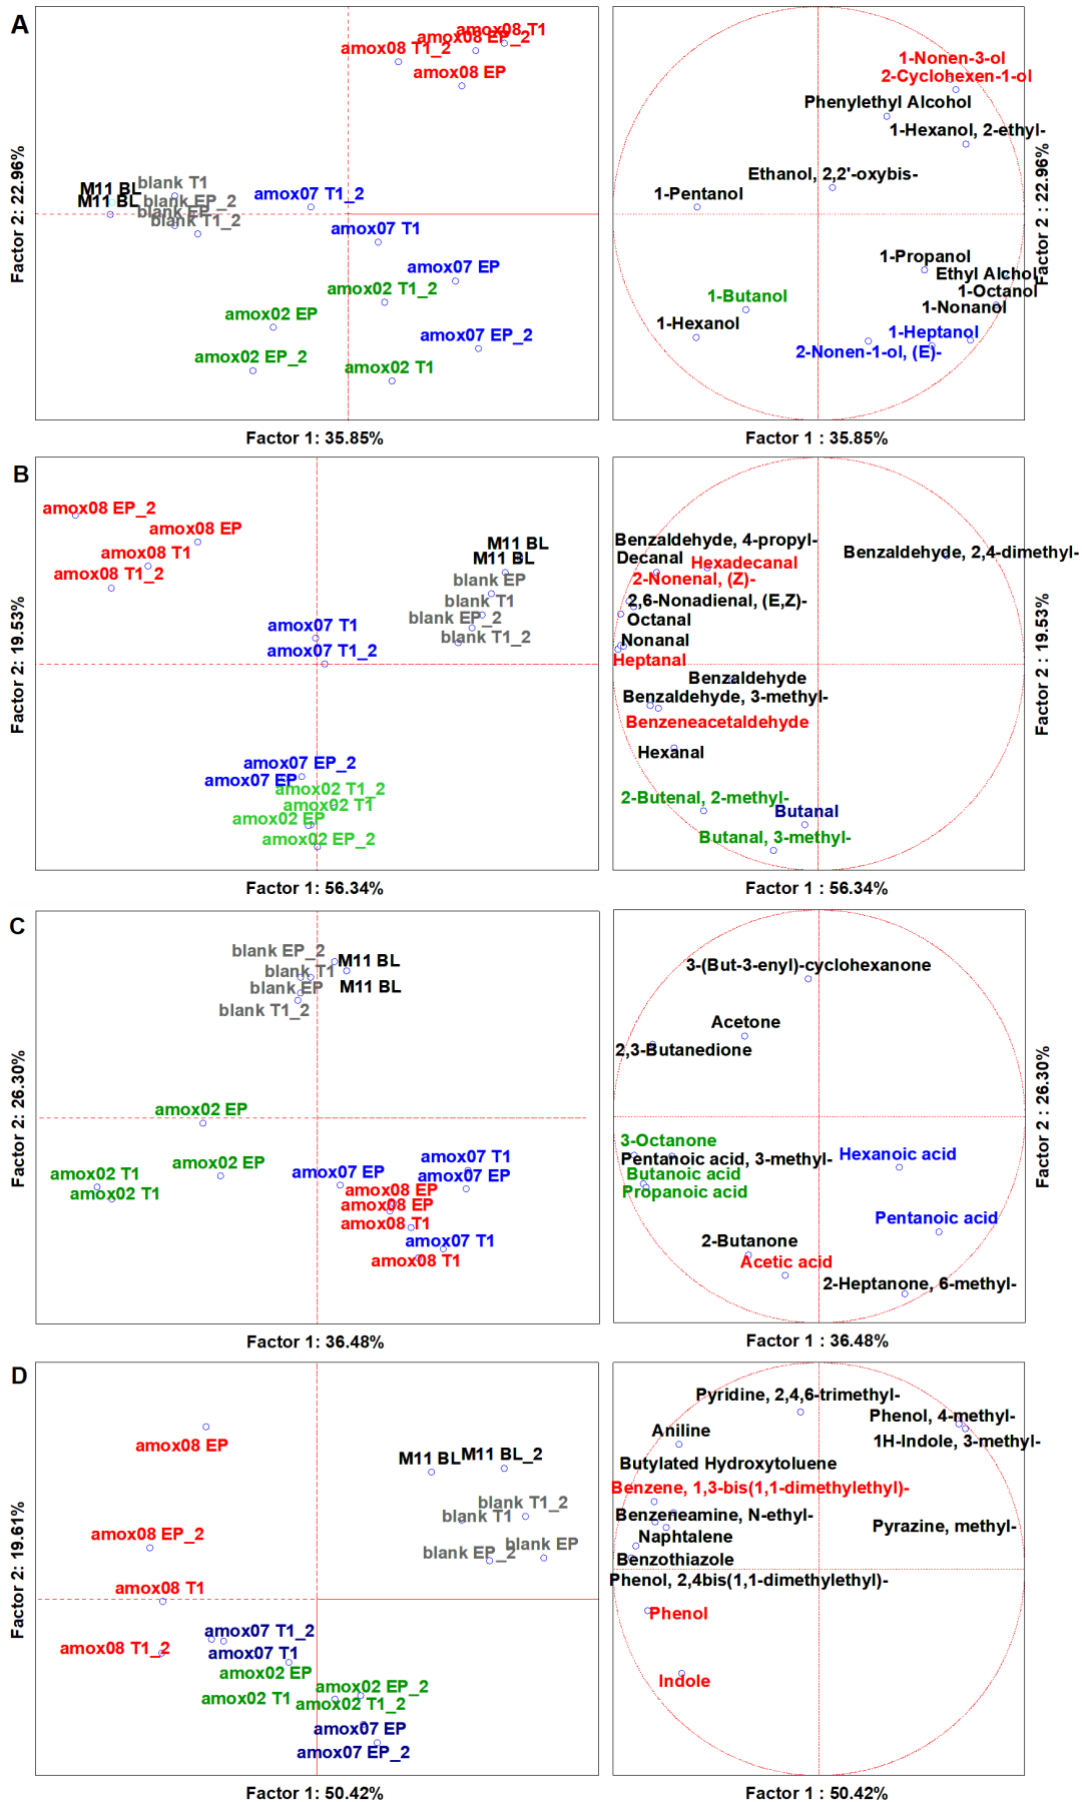 A
amox08 T1
amox08 EP_2
amox08 T1_2
amox08 EP
M11 BL
blank T1
M11 BL
blank EP_2
blank EP
blank T1_2
amox07 T1_2
amox07 T1
amox07 EP
amox02 T1_2
amox02 EP
amox07 EP_2
amox02 EP_2
amox02 T1
Factor 2: 22.96%
Factor 1: 35.85%
1-Nonen-3-ol
2-Cyclohexen-1-ol
Phenylethyl Alcohol
1-Hexanol, 2-ethyl-
Ethanol, 2,2'-oxybis-
1-Pentanol
1-Propanol
Ethyl Alchol
1-Octanol
1-Butanol
1-Nonanol
1-Hexanol
1-Heptanol
2-Nonen-1-ol, (E)-
Factor 2 : 22.96%
Factor 1 : 35.85%
B
amox08 EP_2
amox08 EP
amox08 T1
amox08 T1_2
M11 BL
M11 BL
blank EP
blank T1
blank EP_2
blank T1_2
amox07 T1
amox07 T1_2
amox07 EP_2
amox07 EP
amox02 T1_2
amox02 T1
amox02 EP
amox02 EP_2
Factor 2: 19.53%
Factor 1: 56.34%
Benzaldehyde, 4-propyl-
Benzaldehyde, 2,4-dimethyl-
Decanal
Hexadecanal
2-Nonenal, (Z)-
2,6-Nonadienal, (E,Z)-
Octanal
Nonanal
Heptanal
Benzaldehyde
Benzaldehyde, 3-methyl-
Benzeneacetaldehyde
Hexanal
2-Butenal, 2-methyl-
Butanal
Butanal, 3-methyl-
Factor 2 : 19.53%
Factor 1 : 56.34%
C
blank EP_2
M11 BL
blank T1
blank EP
M11 BL
blank T1_2
amox02 EP
amox02 EP
amox02 T1
amox02 T1
amox07 T1
amox07 EP
amox07 EP
amox08 EP
amox08 EP
amox08 T1
amox07 T1
amox08 T1
Factor 2: 26.30%
Factor 1: 36.48%
3-(But-3-enyl)-cyclohexanone
Acetone
2,3-Butanedione
3-Octanone
Pentanoic acid, 3-methyl-
Hexanoic acid
Butanoic acid
Propanoic acid
Pentanoic acid
2-Butanone
Acetic acid
2-Heptanone, 6-methyl-
Factor 2 : 26.30%
Factor 1 : 36.48%
D
amox08 EP
M11 BL
M11 BL_2
blank T1_2
blank T1
blank EP
blank EP_2
amox08 EP_2
amox08 T1
amox08 T1_2
amox07 T1_2
amox07 T1
amox02 EP
amox02 EP_2
amox02 T1
amox02 T1_2
amox07 EP
amox07 EP_2
Factor 2: 19.61%
Factor 1: 50.42%
Pyridine, 2,4,6-trimethyl-
Phenol, 4-methyl-
Aniline
1H-Indole, 3-methyl-
Butylated Hydroxytoluene
Benzene, 1,3-bis(1,1-dimethylethyl)-
Benzeneamine, N-ethyl-
Pyrazine, methyl-
Naphtalene
Benzothiazole
Phenol, 2,4bis(1,1-dimethylethyl)-
Phenol
Indole
Factor 1 : 50.42%